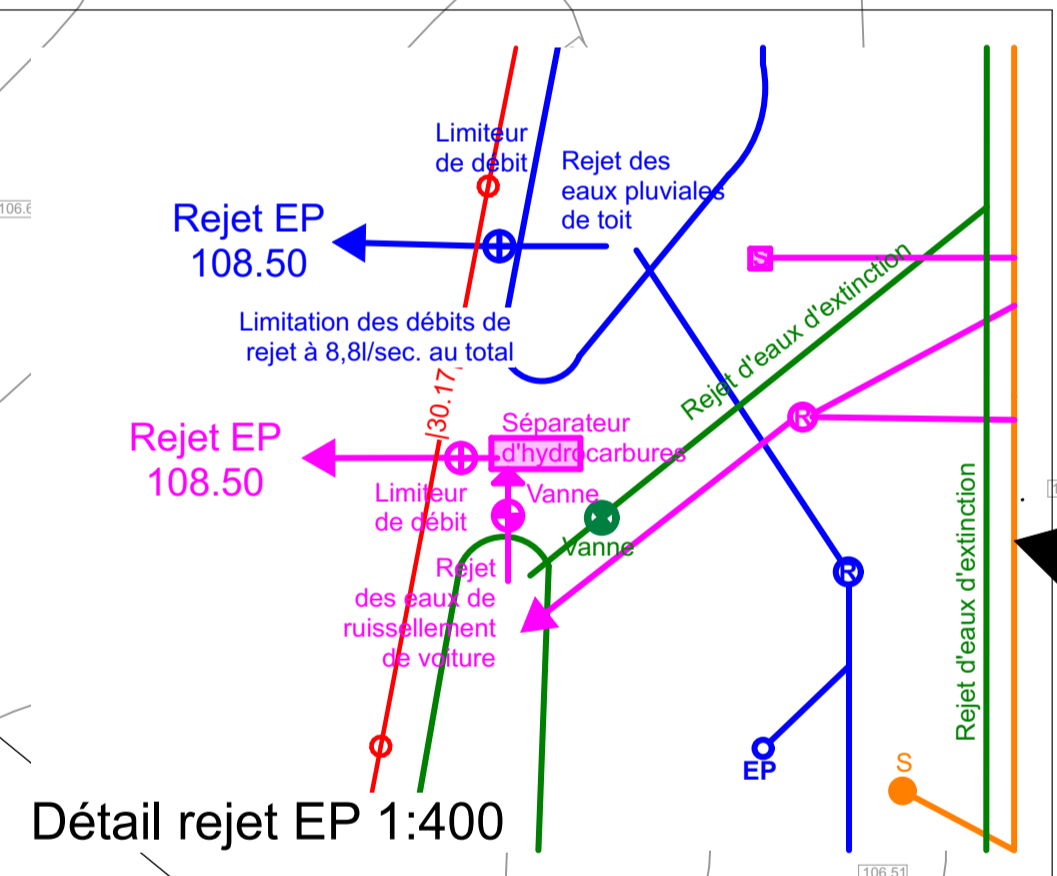 Limiteur
de débit
Rejet des
eaux pluviales
de toit
Rejet EP
108.50
106.6
Limitation des débits de
rejet à 8,8l/sec. au total
S
Rejet d'eaux d'extinction
30.17
Rejet EP
108.50
Séparateur
d'hydrocarbures
R
Limiteur
de débit
Vanne
Vanne
Rejet
des eaux de
ruissellement
de voiture
R
Rejet d'eaux d'extinction
EP
S
Détail rejet EP 1:400
106.51